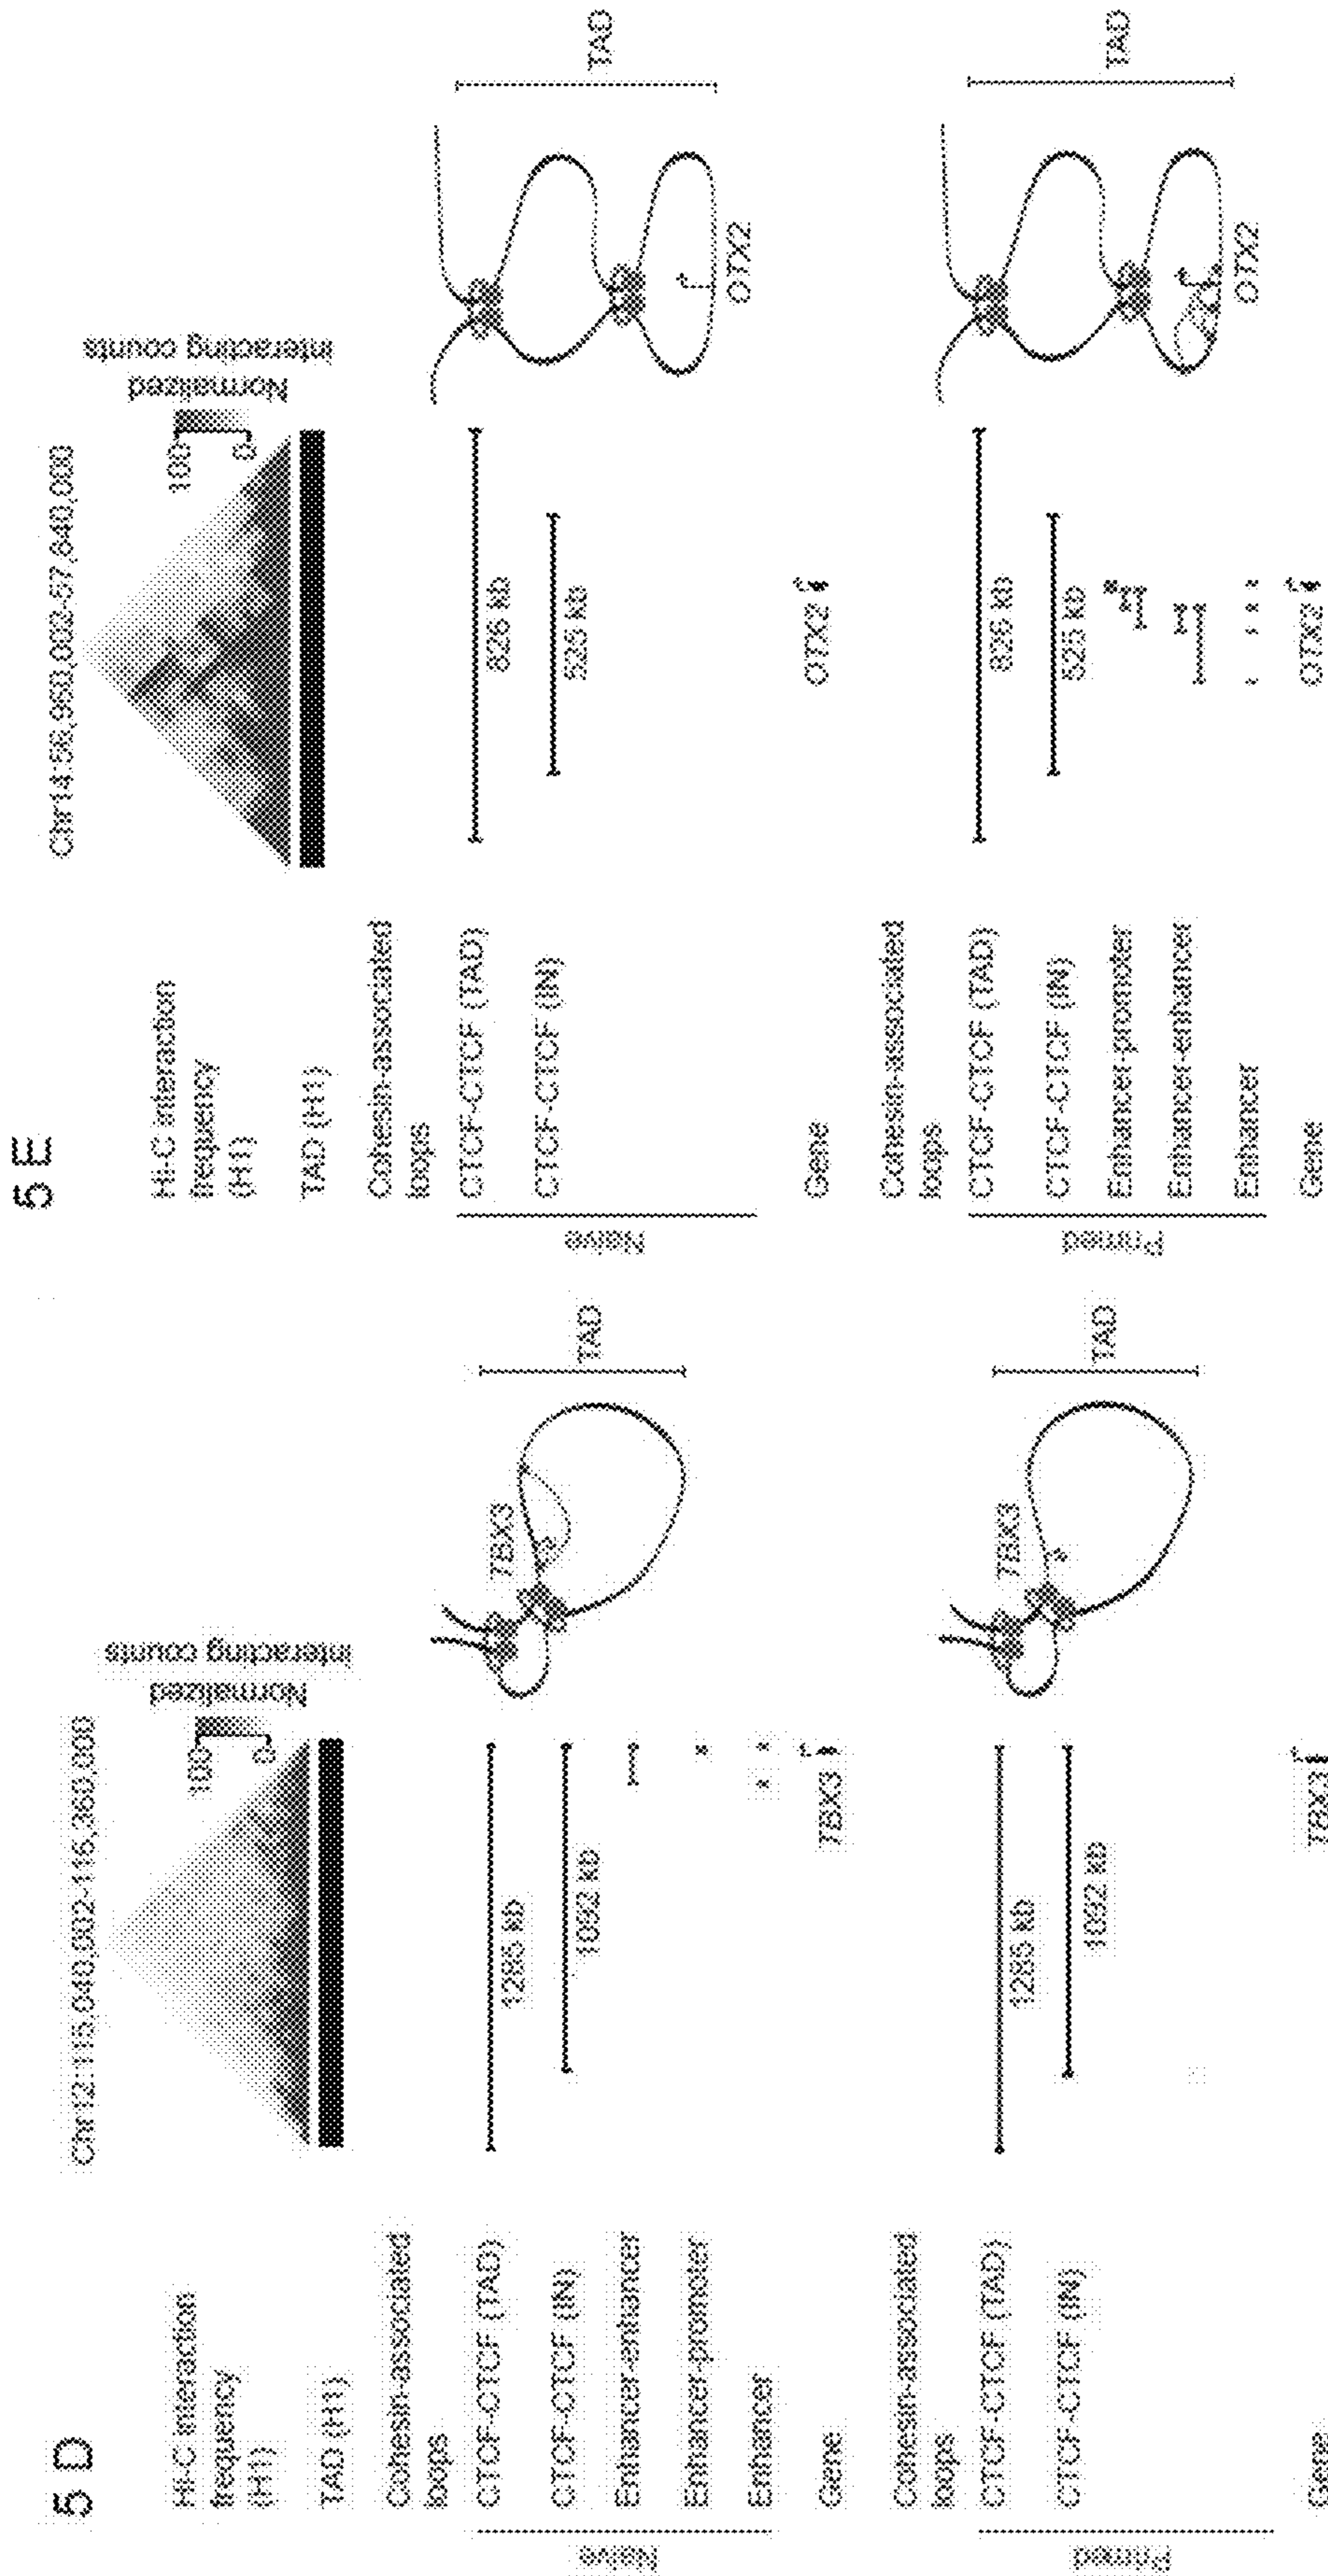 5 D
Chr12:115,040,002-116,360,000
Hi-C interaction
frequency
(H1)
100
0
Normalized
interacting counts
TAD (H1)
Cohesin-associated
loops
Naïve
CTCF-CTCF (TAD)
1285 kb
CTCF-CTCF (IN)
1092 kb
Enhancer-enhancer
Enhancer-promoter
Enhancer
Gene
TBX3
TBX3
TAD
Cohesin-associated
loops
Primed
CTCF-CTCF (TAD)
1285 kb
CTCF-CTCF (IN)
1092 kb
Gene
TBX3
TBX3
TAD
5 E
Chr14:56,960,002-57,840,000
Hi-C interaction
frequency
(H1)
100
0
Normalized
interacting counts
TAD (H1)
Cohesin-associated
loops
Naïve
CTCF-CTCF (TAD)
826 kb
CTCF-CTCF (IN)
525 kb
Gene
OTX2
OTX2
TAD
Cohesin-associated
loops
Primed
CTCF-CTCF (TAD)
826 kb
CTCF-CTCF (IN)
525 kb
Enhancer-promoter
Enhancer-enhancer
Enhancer
Gene
OTX2
OTX2
TAD